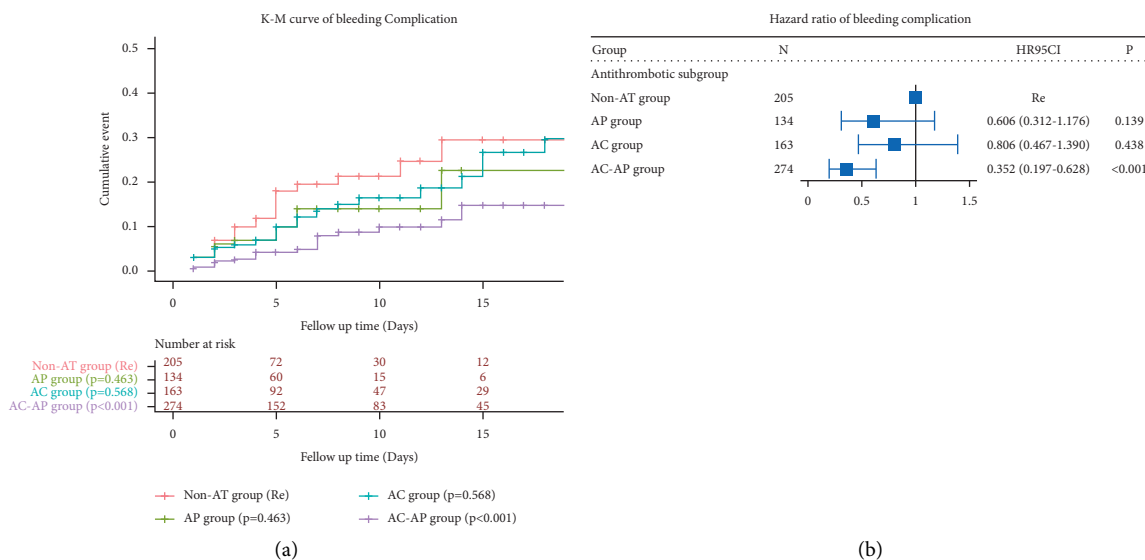 K-M curve of bleeding Complication
Cumulative event
0.5
0.4
0.3
0.2
0.1
0.0
0 5 10 15
Fellow up time (Days)
Number at risk
Non-AT group (Re) 205 72 30 12
AP group (p=0.463) 134 60 15 6
AC group (p=0.568) 163 92 47 29
AC-AP group (p<0.001) 274 152 83 45
0 5 10 15
Fellow up time (Days)
Non-AT group (Re) AC group (p=0.568)
AP group (p=0.463) AC-AP group (p<0.001)
(a)
Hazard ratio of bleeding complication
Group N HR95CI P
Antithrombotic subgroup
Non-AT group 205 Re
AP group 134 0.606 (0.312-1.176) 0.139
AC group 163 0.806 (0.467-1.390) 0.438
AC-AP group 274 0.352 (0.197-0.628) <0.001
0 0.5 1 1.5
(b)